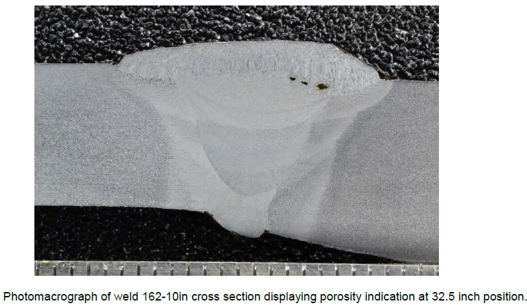 Photomacrograph of weld 162-10in cross section displaying porosity indication at 32.5 inch position.